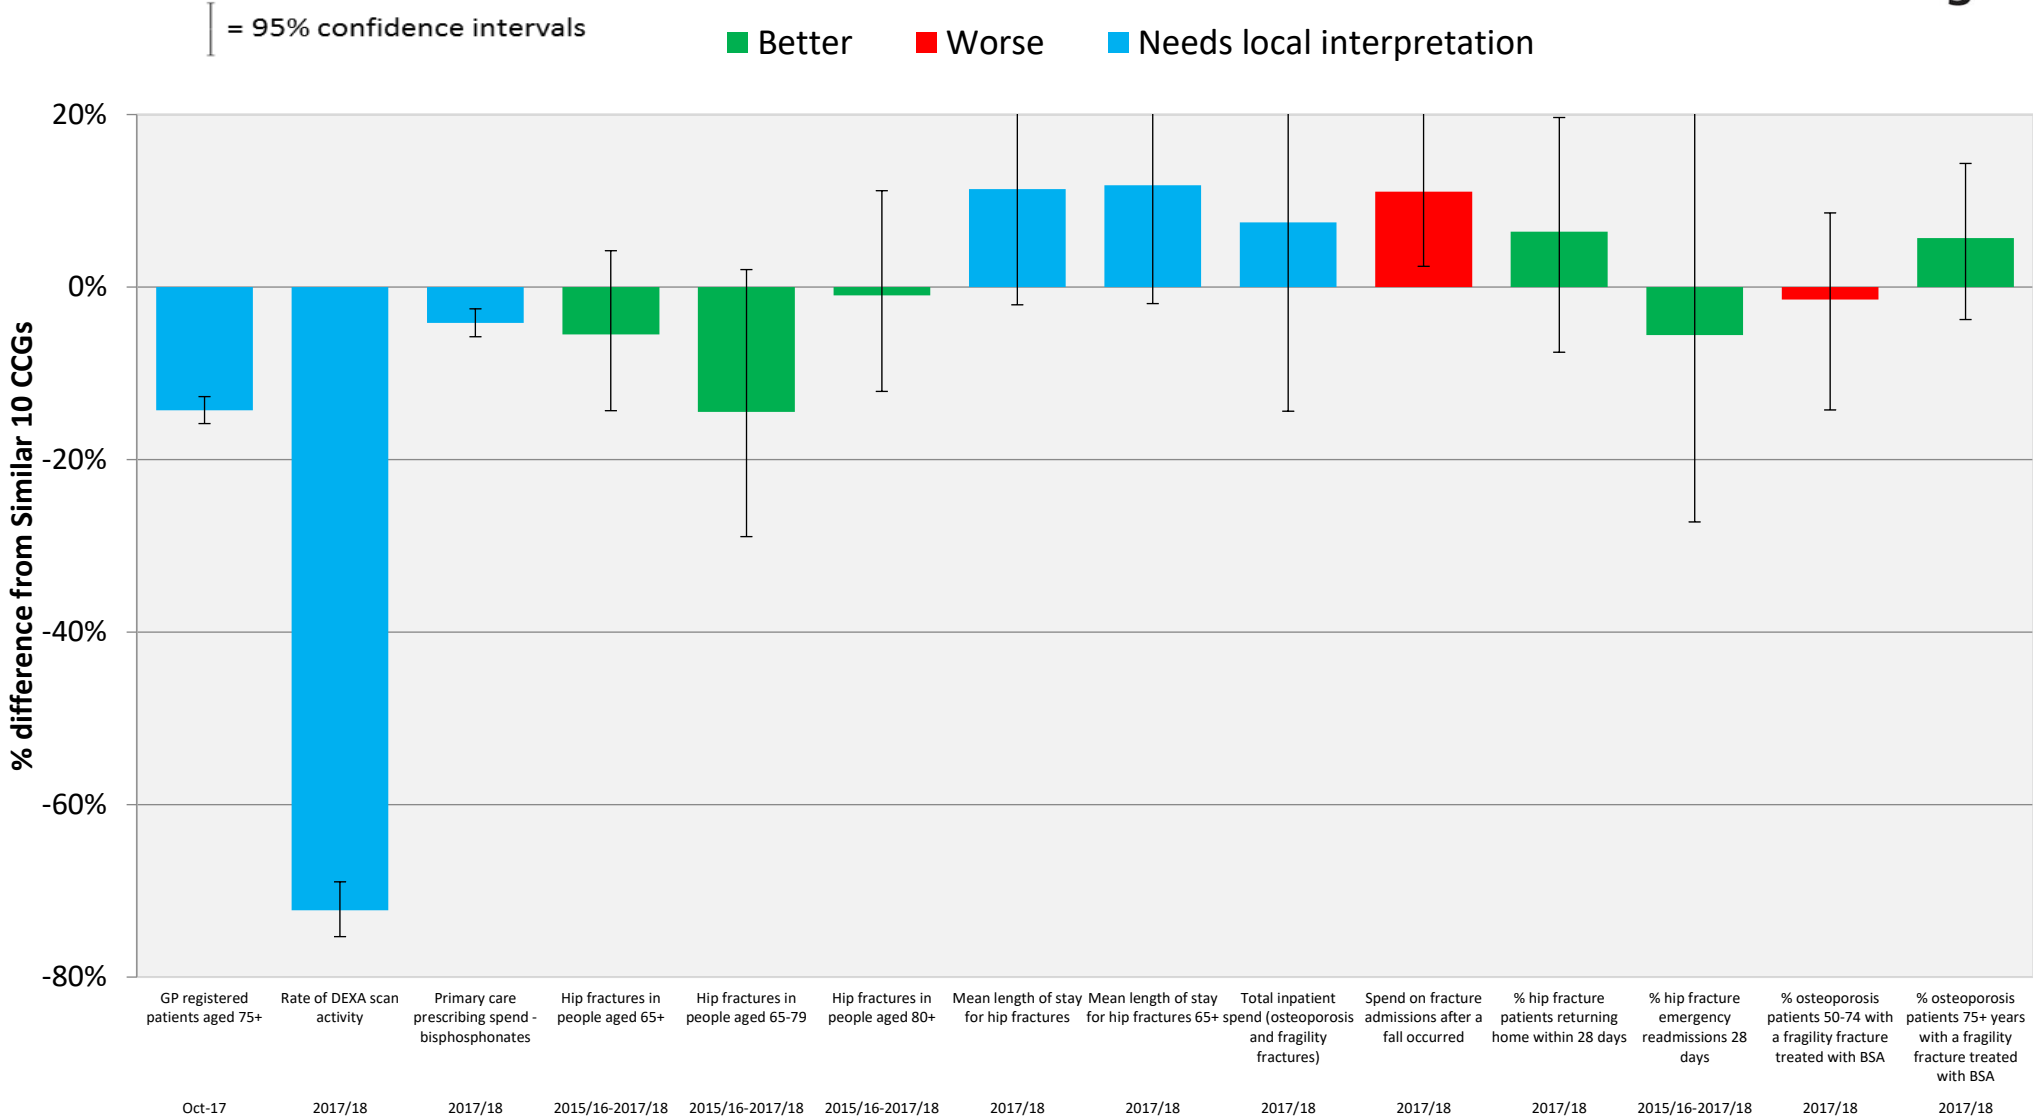 = 95% confidence intervals
Better
Worse
Needs local interpretation
% difference from Similar 10 CCGs
20%
0%
-20%
-40%
-60%
-80%
GP registered
patients aged 75+
Oct-17
Rate of DEXA scan
activity
2017/18
Primary care
prescribing spend -
bisphosphonates
2017/18
Hip fractures in
people aged 65+
2015/16-2017/18
Hip fractures in
people aged 65-79
2015/16-2017/18
Hip fractures in
people aged 80+
2015/16-2017/18
Mean length of stay
for hip fractures
2017/18
Mean length of stay
for hip fractures 65+
2017/18
Total inpatient
spend (osteoporosis
and fragility
fractures)
2017/18
Spend on fracture
admissions after a
fall occurred
2017/18
% hip fracture
patients returning
home within 28 days
2017/18
% hip fracture
emergency
readmissions 28
days
2015/16-2017/18
% osteoporosis
patients 50-74 with
a fragility fracture
treated with BSA
2017/18
% osteoporosis
patients 75+ years
with a fragility
fracture treated
with BSA
2017/18